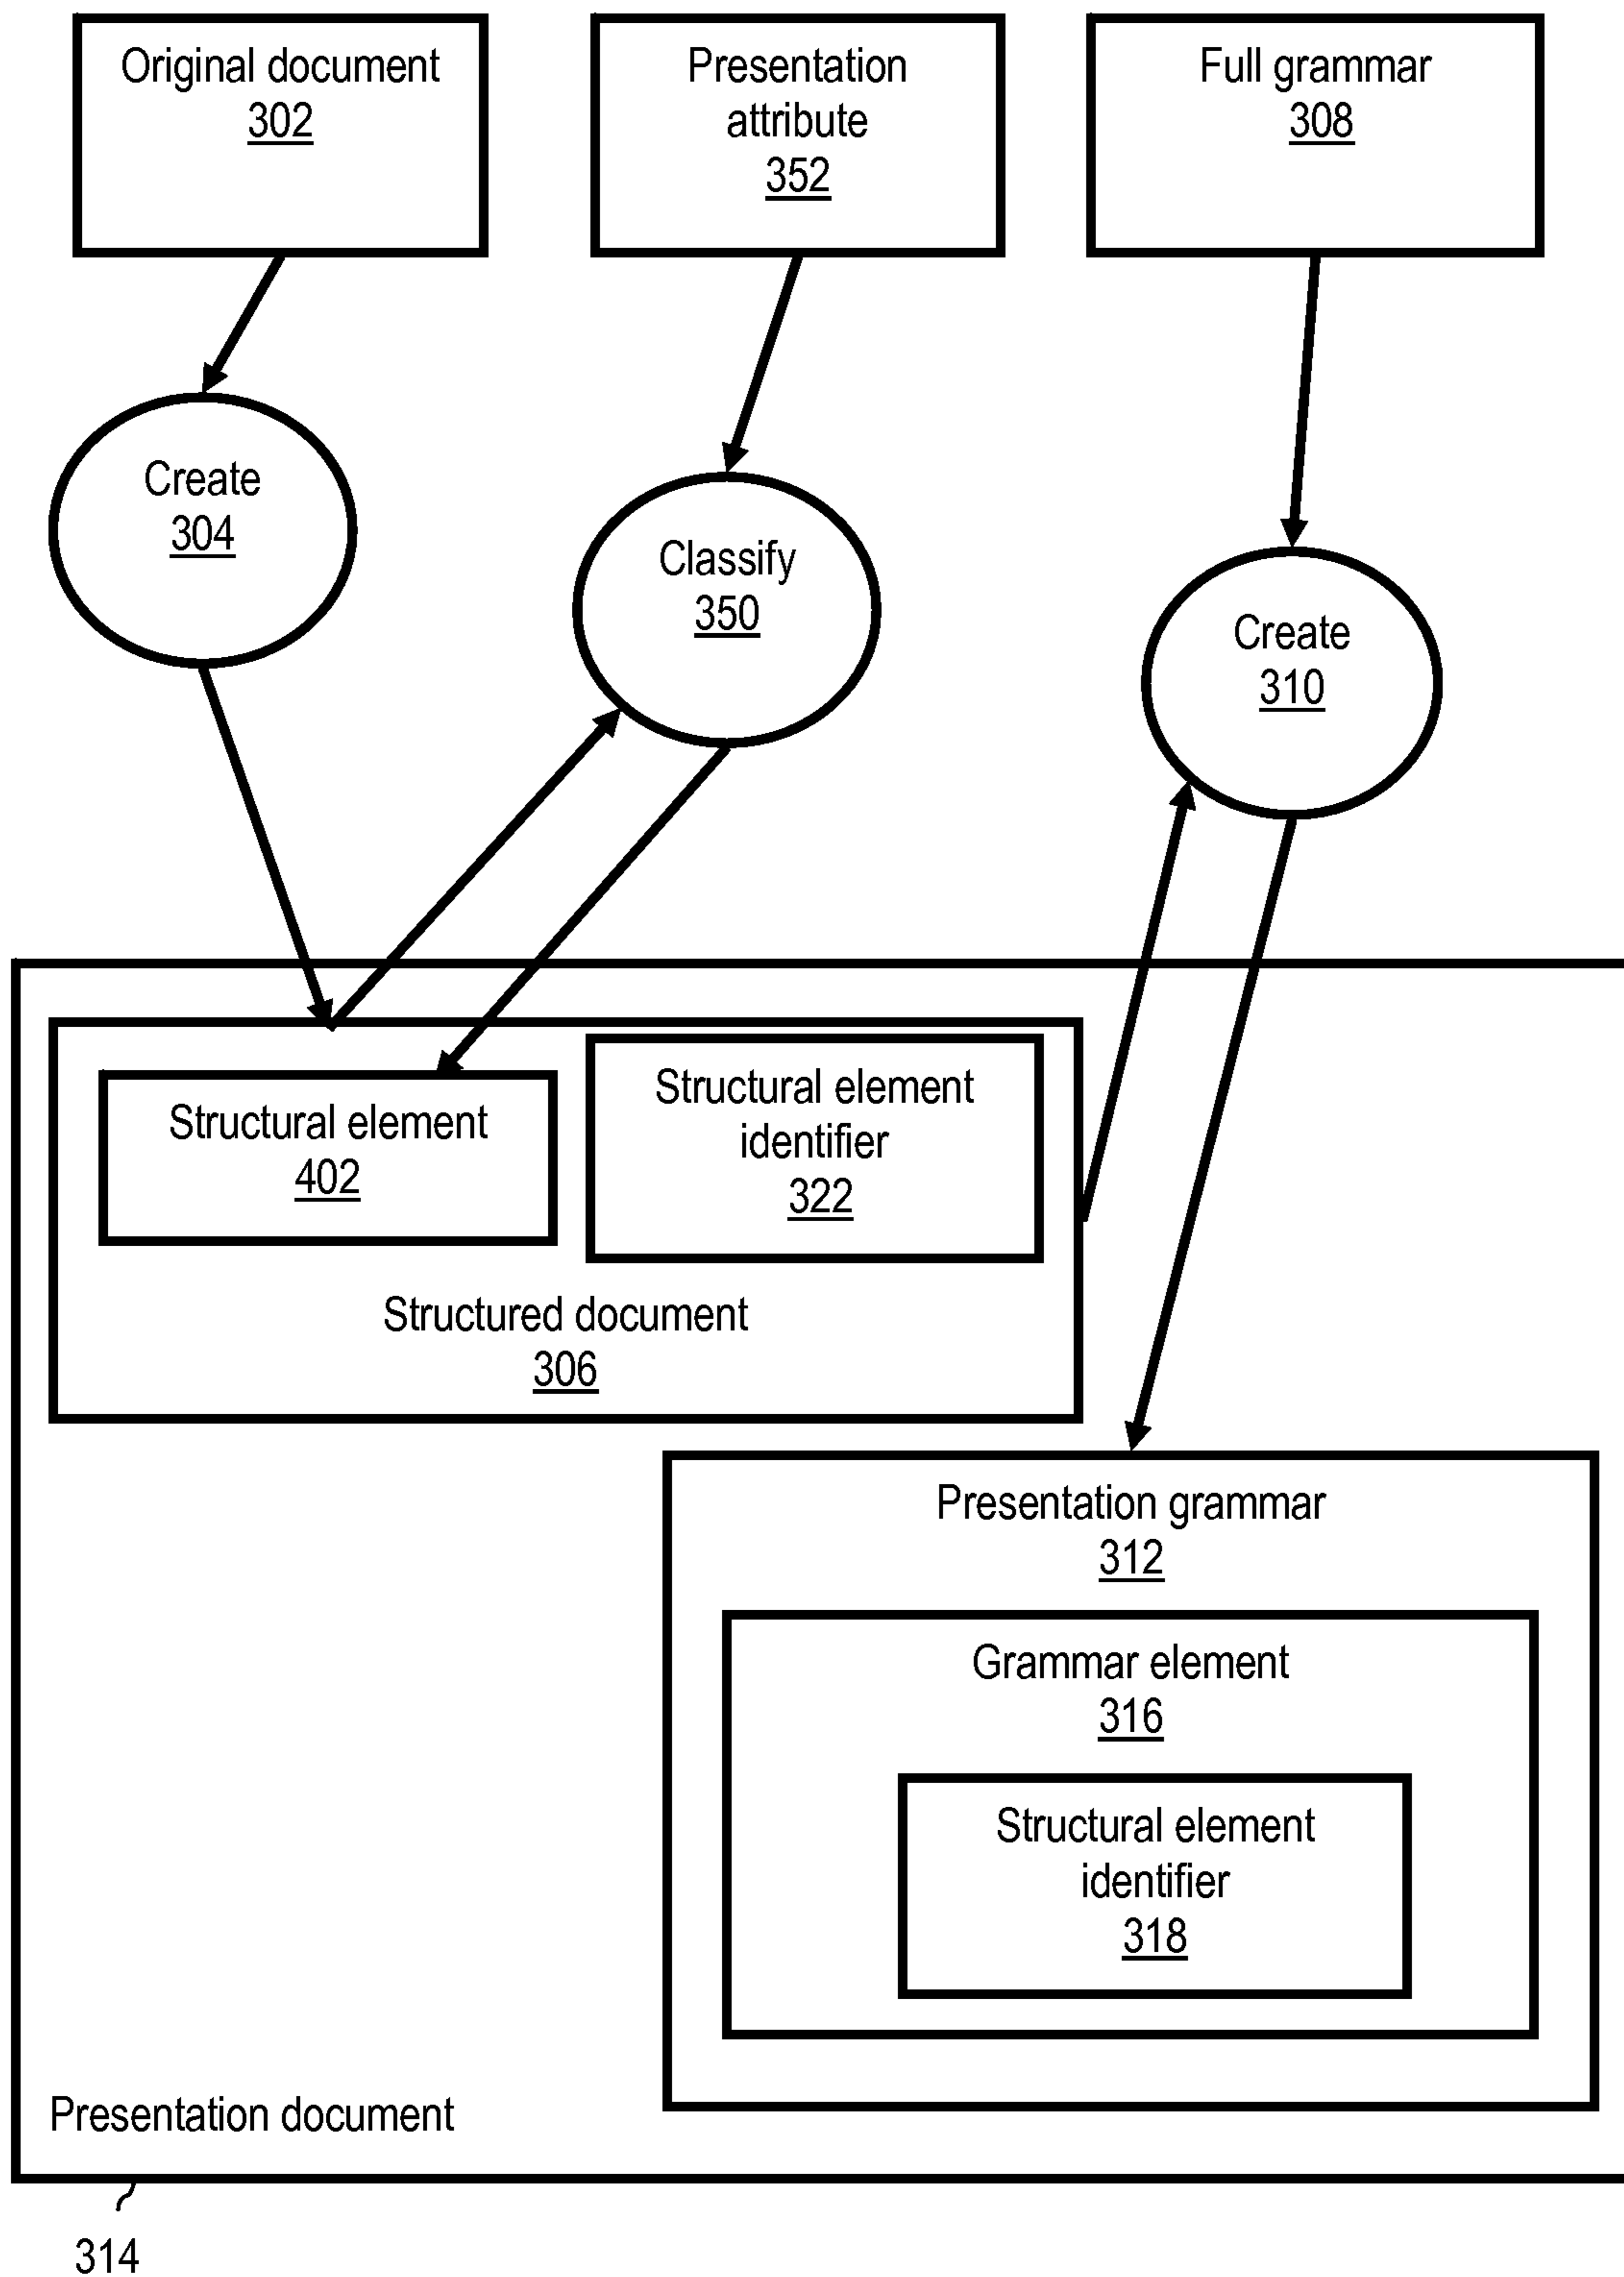 Original document
302
Presentation
attribute
352
Full grammar
308
Create
304
Classify
350
Create
310
Structural element
402
Structural element
identifier
322
Structured document
306
Presentation grammar
312
Grammar element
316
Structural element
identifier
318
Presentation document
314